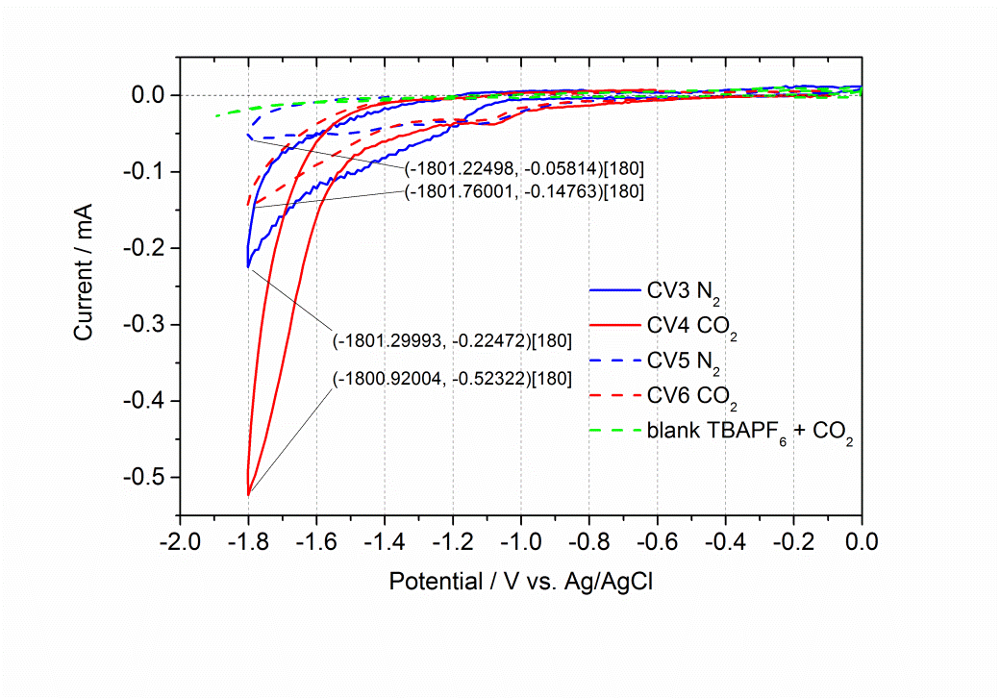 0.0
-0.1
-0.2
-0.3
-0.4
-0.5
Current / mA
(-1801.22498, -0.05814)[180]
(-1801.76001, -0.14763)[180]
(-1801.29993, -0.22472)[180]
(-1800.92004, -0.52322)[180]
CV3 N₂
CV4 CO₂
CV5 N₂
CV6 CO₂
blank TBAPF₆ + CO₂
-2.0 -1.8 -1.6 -1.4 -1.2 -1.0 -0.8 -0.6 -0.4 -0.2 0.0
Potential / V vs. Ag/AgCl